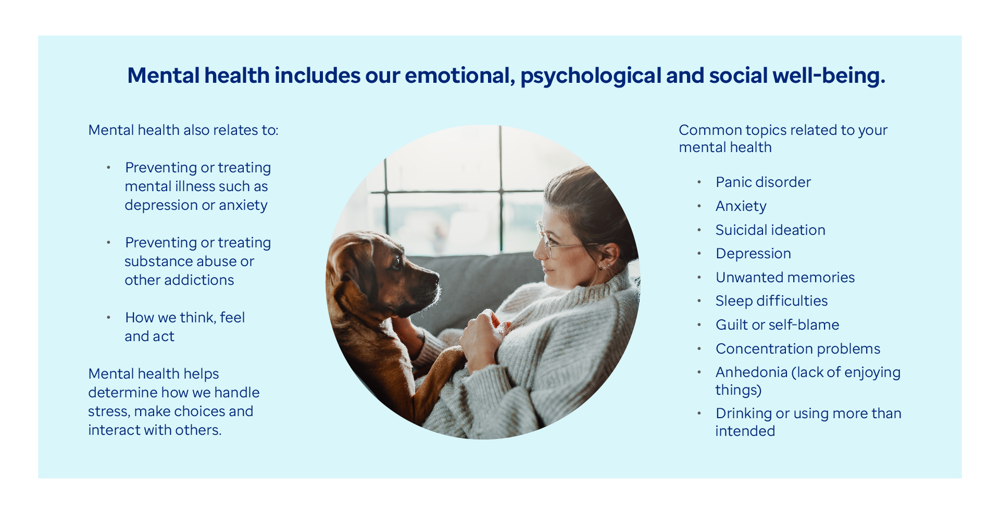 Mental health includes our emotional, psychological and social well-being.
Mental health also relates to:
• Preventing or treating
mental illness such as
depression or anxiety
• Preventing or treating
substance abuse or
other addictions
• How we think, feel
and act
Mental health helps
determine how we handle
stress, make choices and
interact with others.
Common topics related to your
mental health
• Panic disorder
• Anxiety
• Suicidal ideation
• Depression
• Unwanted memories
• Sleep difficulties
• Guilt or self-blame
• Concentration problems
• Anhedonia (lack of enjoying
things)
• Drinking or using more than
intended